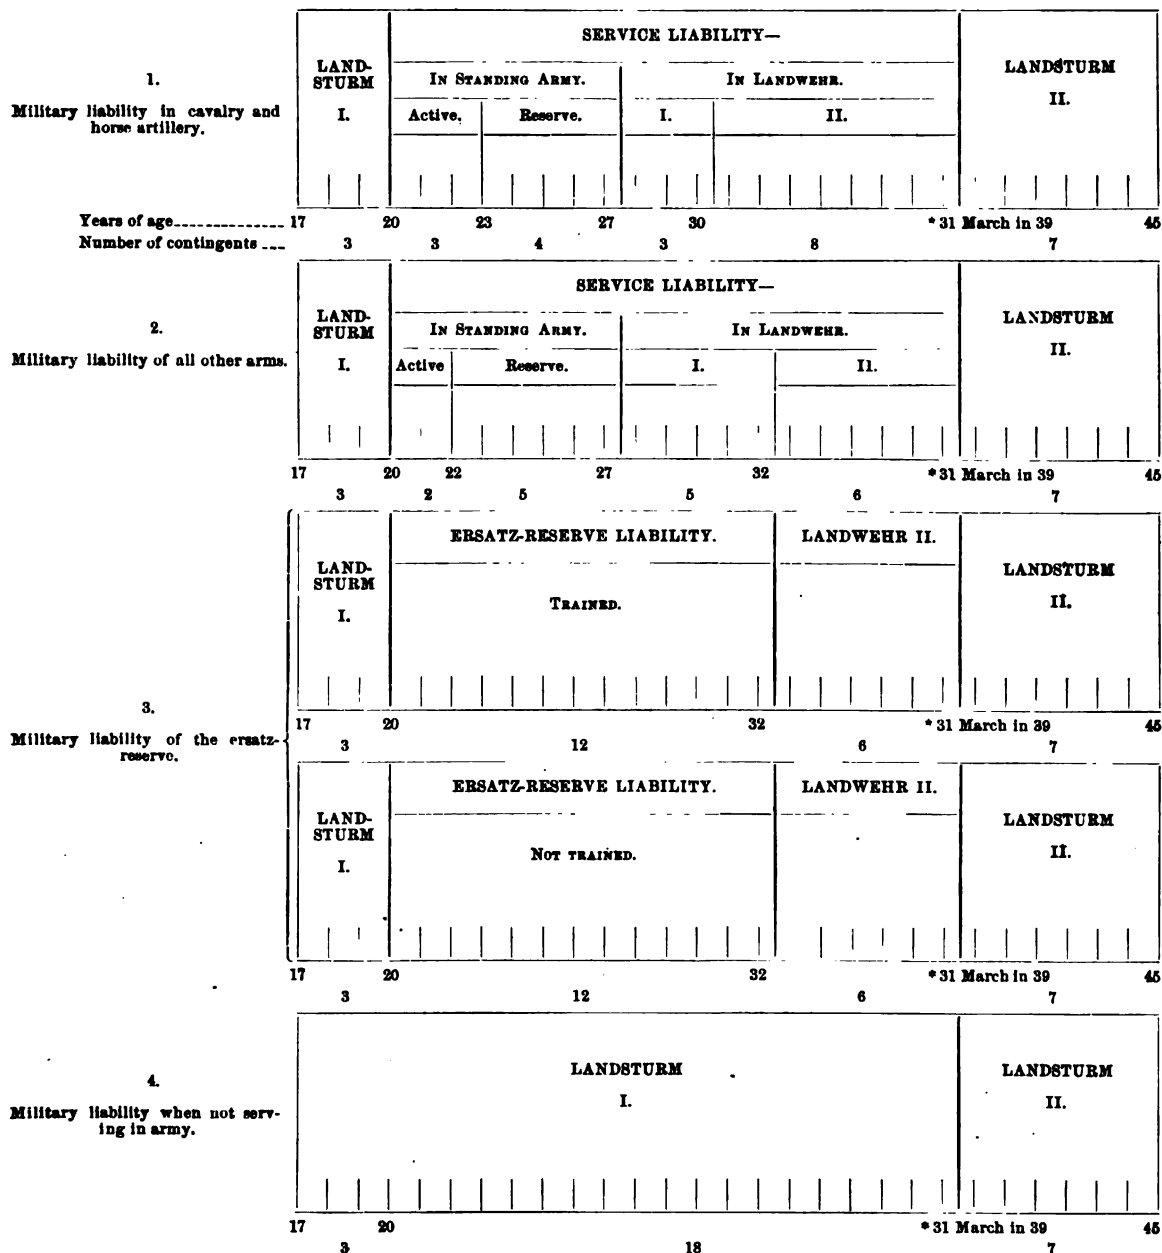 1.
Military liability in cavalry and
horse artillery.
LAND-
STURM
I.
SERVICE LIABILITY—
IN STANDING ARMY.
IN LANDWEHR.
Active.
Reserve.
I.
II.
LANDSTURM
II.
Years of age 17 20 23 27 30 *31 March in 39 45
Number of contingents 3 3 4 3 8 7
2.
Military liability of all other arms.
LAND-
STURM
I.
SERVICE LIABILITY—
IN STANDING ARMY.
IN LANDWEHR.
Active
Reserve.
I.
II.
LANDSTURM
II.
17 20 22 27 32 *31 March in 39 45
3 2 5 5 6 7
3.
Military liability of the ersatz-
reserve.
LAND-
STURM
I.
ERSATZ-RESERVE LIABILITY.
TRAINED.
LANDWEHR II.
LANDSTURM
II.
17 20 32 *31 March in 39 45
3 12 6 7
LAND-
STURM
I.
ERSATZ-RESERVE LIABILITY.
NOT TRAINED.
LANDWEHR II.
LANDSTURM
II.
17 20 32 *31 March in 39 45
3 12 6 7
4.
Military liability when not serv-
ing in army.
LANDSTURM
I.
LANDSTURM
II.
17 20 *31 March in 39 45
3 18 7